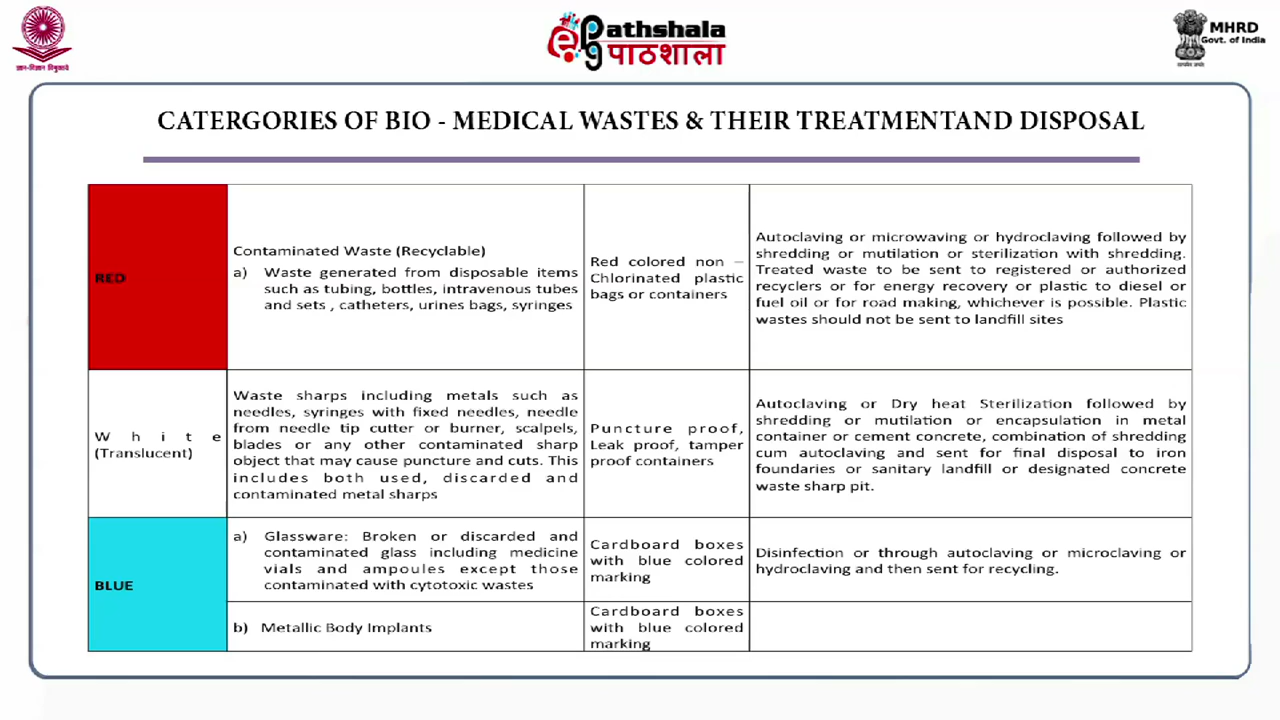 ज्ञान-विज्ञान विमुक्तये
Pathshala
पाठशाला
MHRD
Govt. of India
CATERGORIES OF BIO - MEDICAL WASTES & THEIR TREATMENTAND DISPOSAL
RED
Contaminated Waste (Recyclable)
a) Waste generated from disposable items
such as tubing, bottles, intravenous tubes
and sets , catheters, urines bags, syringes
Red colored non –
Chlorinated plastic
bags or containers
Autoclaving or microwaving or hydroclaving followed by
shredding or mutilation or sterilization with shredding.
Treated waste to be sent to registered or authorized
recyclers or for energy recovery or plastic to diesel or
fuel oil or for road making, whichever is possible. Plastic
wastes should not be sent to landfill sites
White
(Translucent)
Waste sharps including metals such as
needles, syringes with fixed needles, needle
from needle tip cutter or burner, scalpels,
blades or any other contaminated sharp
object that may cause puncture and cuts. This
includes both used, discarded and
contaminated metal sharps
Puncture proof,
Leak proof, tamper
proof containers
Autoclaving or Dry heat Sterilization followed by
shredding or mutilation or encapsulation in metal
container or cement concrete, combination of shredding
cum autoclaving and sent for final disposal to iron
foundaries or sanitary landfill or designated concrete
waste sharp pit.
BLUE
a) Glassware: Broken or discarded and
contaminated glass including medicine
vials and ampoules except those
contaminated with cytotoxic wastes
Cardboard boxes
with blue colored
marking
Disinfection or through autoclaving or microclaving or
hydroclaving and then sent for recycling.
b) Metallic Body Implants
Cardboard boxes
with blue colored
marking